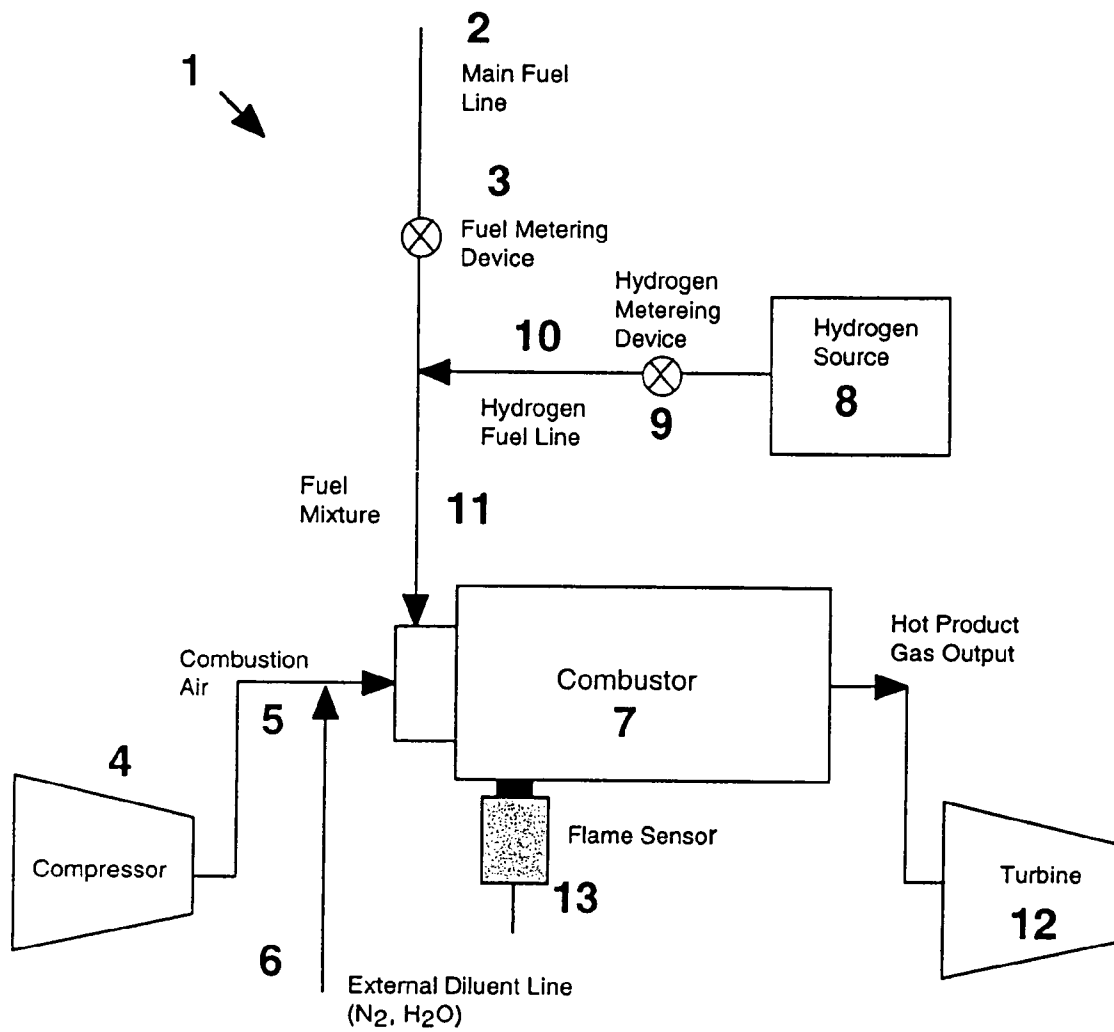 1
2
Main Fuel
Line
3
Fuel Metering
Device
Hydrogen
Metereing
Device
10
Hydrogen
Source
8
Hydrogen
Fuel Line
9
Fuel
Mixture
11
Combustion
Air
5
Combustor
7
Hot Product
Gas Output
4
Compressor
Flame Sensor
13
Turbine
12
6
External Diluent Line
(N2, H2O)